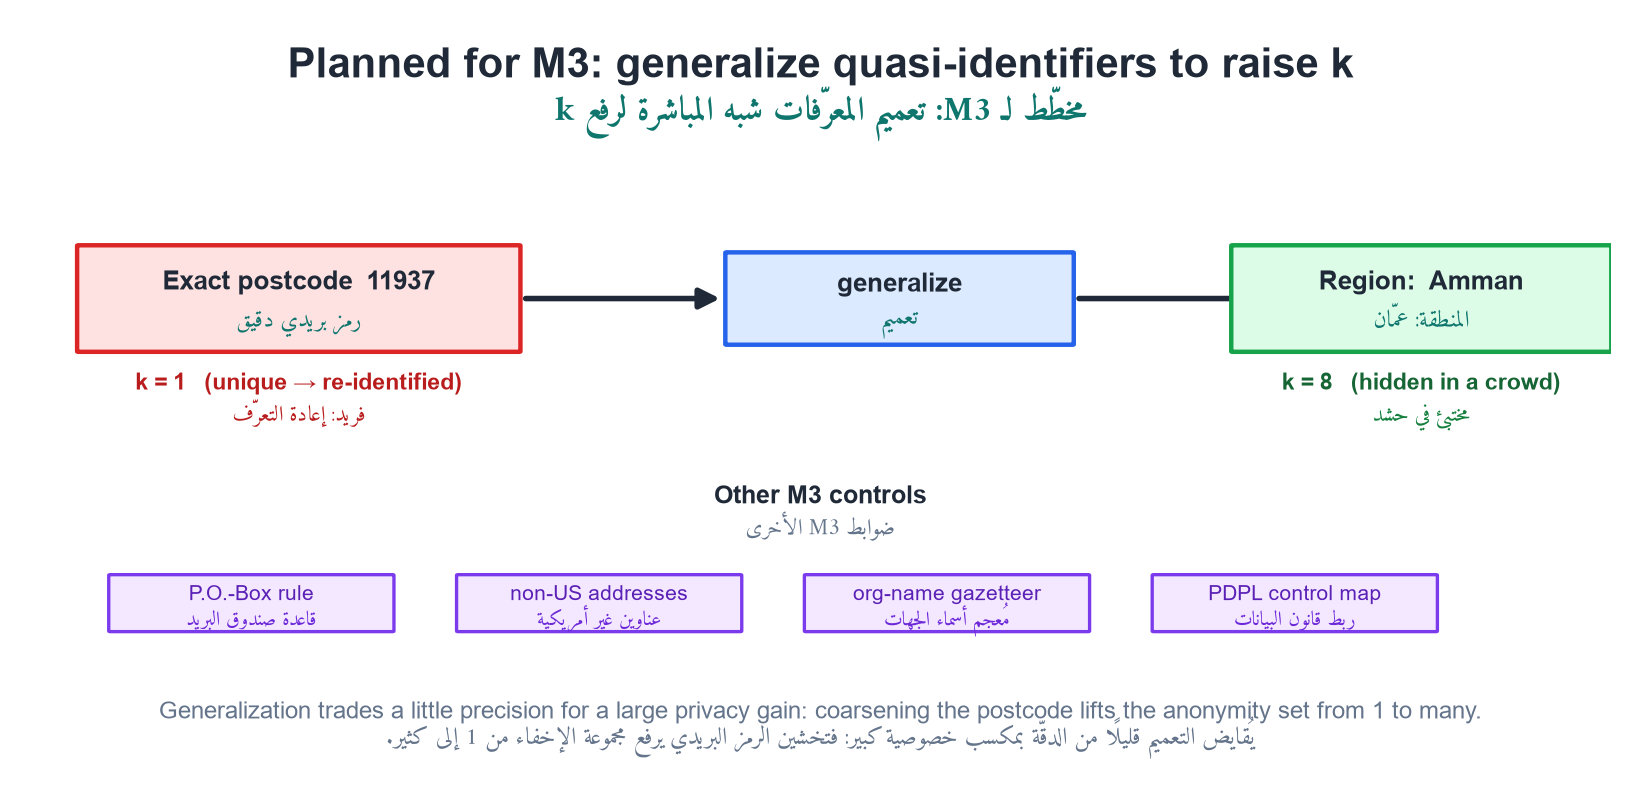 Planned for M3: generalize quasi-identifiers to raise k
مخطّط لـ M3: تعميم المعرّفات شبه المباشرة لرفع k
Exact postcode 11937
رمز بريدي دقيق
generalize
تعميم
Region: Amman
المنطقة: عمّان
k = 1 (unique → re-identified)
فريد: إعادة التعرّف
k = 8 (hidden in a crowd)
مختبئ في حشد
Other M3 controls
ضوابط M3 الأخرى
P.O.-Box rule
قاعدة صندوق البريد
non-US addresses
عناوين غير أمريكية
org-name gazetteer
مُعجم أسماء الجهات
PDPL control map
ربط قانون البيانات
Generalization trades a little precision for a large privacy gain: coarsening the postcode lifts the anonymity set from 1 to many.
يُقايض التعميم قليلًا من الدقّة بمكسب خصوصية كبير: فتخشين الرمز البريدي يرفع مجموعة الإخفاء من 1 إلى كثير.